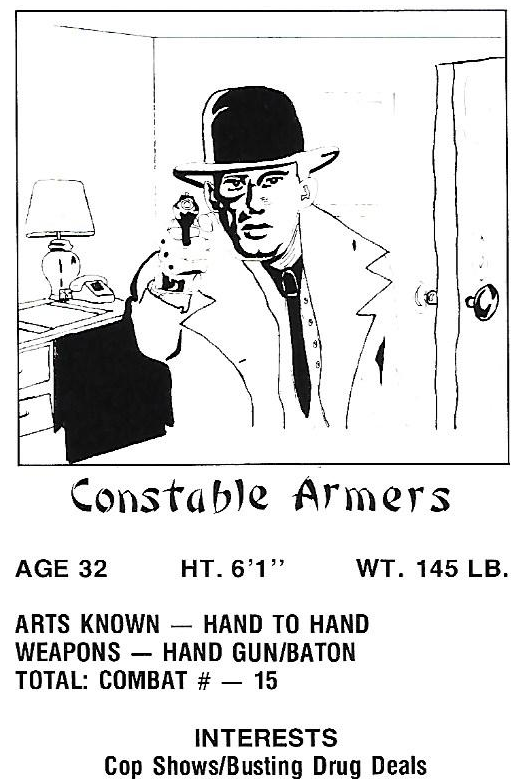 Constable Armers
AGE 32 HT. 6'1'' WT. 145 LB.
ARTS KNOWN — HAND TO HAND
WEAPONS — HAND GUN/BATON
TOTAL: COMBAT # — 15
INTERESTS
Cop Shows/Busting Drug Deals